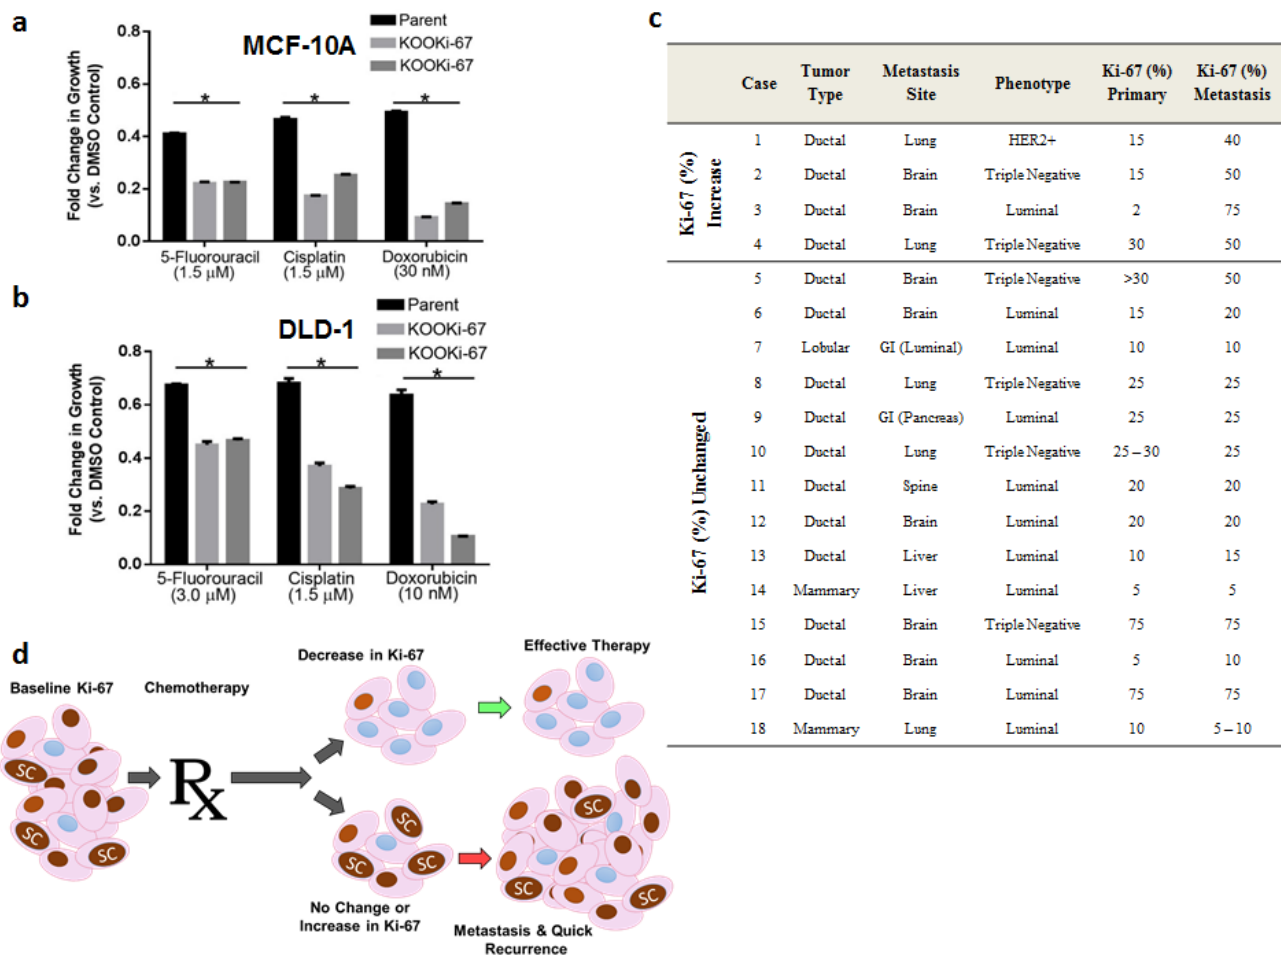 a
MCF-10A
Parent
KOOKi-67
KOOKi-67
Fold Change in Growth
(vs. DMSO Control)
0.8
0.6
0.4
0.2
0.0
*
*
*
5-Fluorouracil
(1.5 µM)
Cisplatin
(1.5 µM)
Doxorubicin
(30 nM)
b
DLD-1
Parent
KOOKi-67
KOOKi-67
Fold Change in Growth
(vs. DMSO Control)
0.8
0.6
0.4
0.2
0.0
*
*
*
5-Fluorouracil
(3.0 µM)
Cisplatin
(1.5 µM)
Doxorubicin
(10 nM)
c
Case Tumor Type Metastasis Site Phenotype Ki-67 (%) Primary Ki-67 (%) Metastasis
Ki-67 (%) Increase
1 Ductal Lung HER2+ 15 40
2 Ductal Brain Triple Negative 15 50
3 Ductal Brain Luminal 2 75
4 Ductal Lung Triple Negative 30 50
Ki-67 (%) Unchanged
5 Ductal Brain Triple Negative >30 50
6 Ductal Brain Luminal 15 20
7 Lobular GI (Luminal) Luminal 10 10
8 Ductal Lung Triple Negative 25 25
9 Ductal GI (Pancreas) Luminal 25 25
10 Ductal Lung Triple Negative 25–30 25
11 Ductal Spine Luminal 20 20
12 Ductal Brain Luminal 20 20
13 Ductal Liver Luminal 10 15
14 Mammary Liver Luminal 5 5
15 Ductal Brain Triple Negative 75 75
16 Ductal Brain Luminal 5 10
17 Ductal Brain Luminal 75 75
18 Mammary Lung Luminal 10 5–10
d
Baseline Ki-67
Chemotherapy
Decrease in Ki-67
Effective Therapy
SC
SC
SC
Rx
SC
SC
SC
SC
SC
SC
No Change or
Increase in Ki-67
Metastasis & Quick
Recurrence